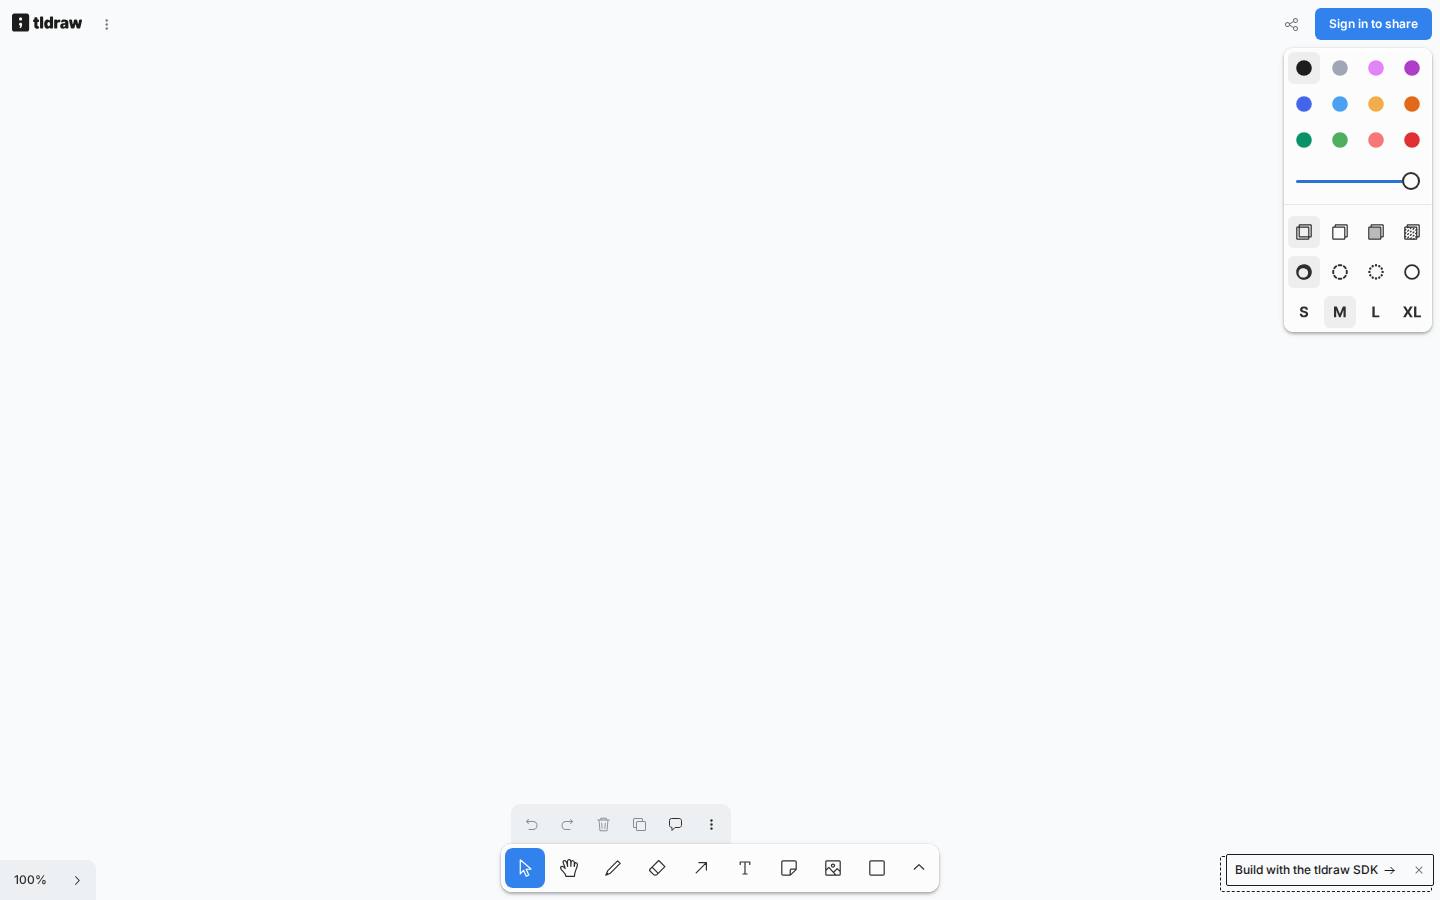 tldraw
Sign in to share
S M L XL
100%
Build with the tldraw SDK →